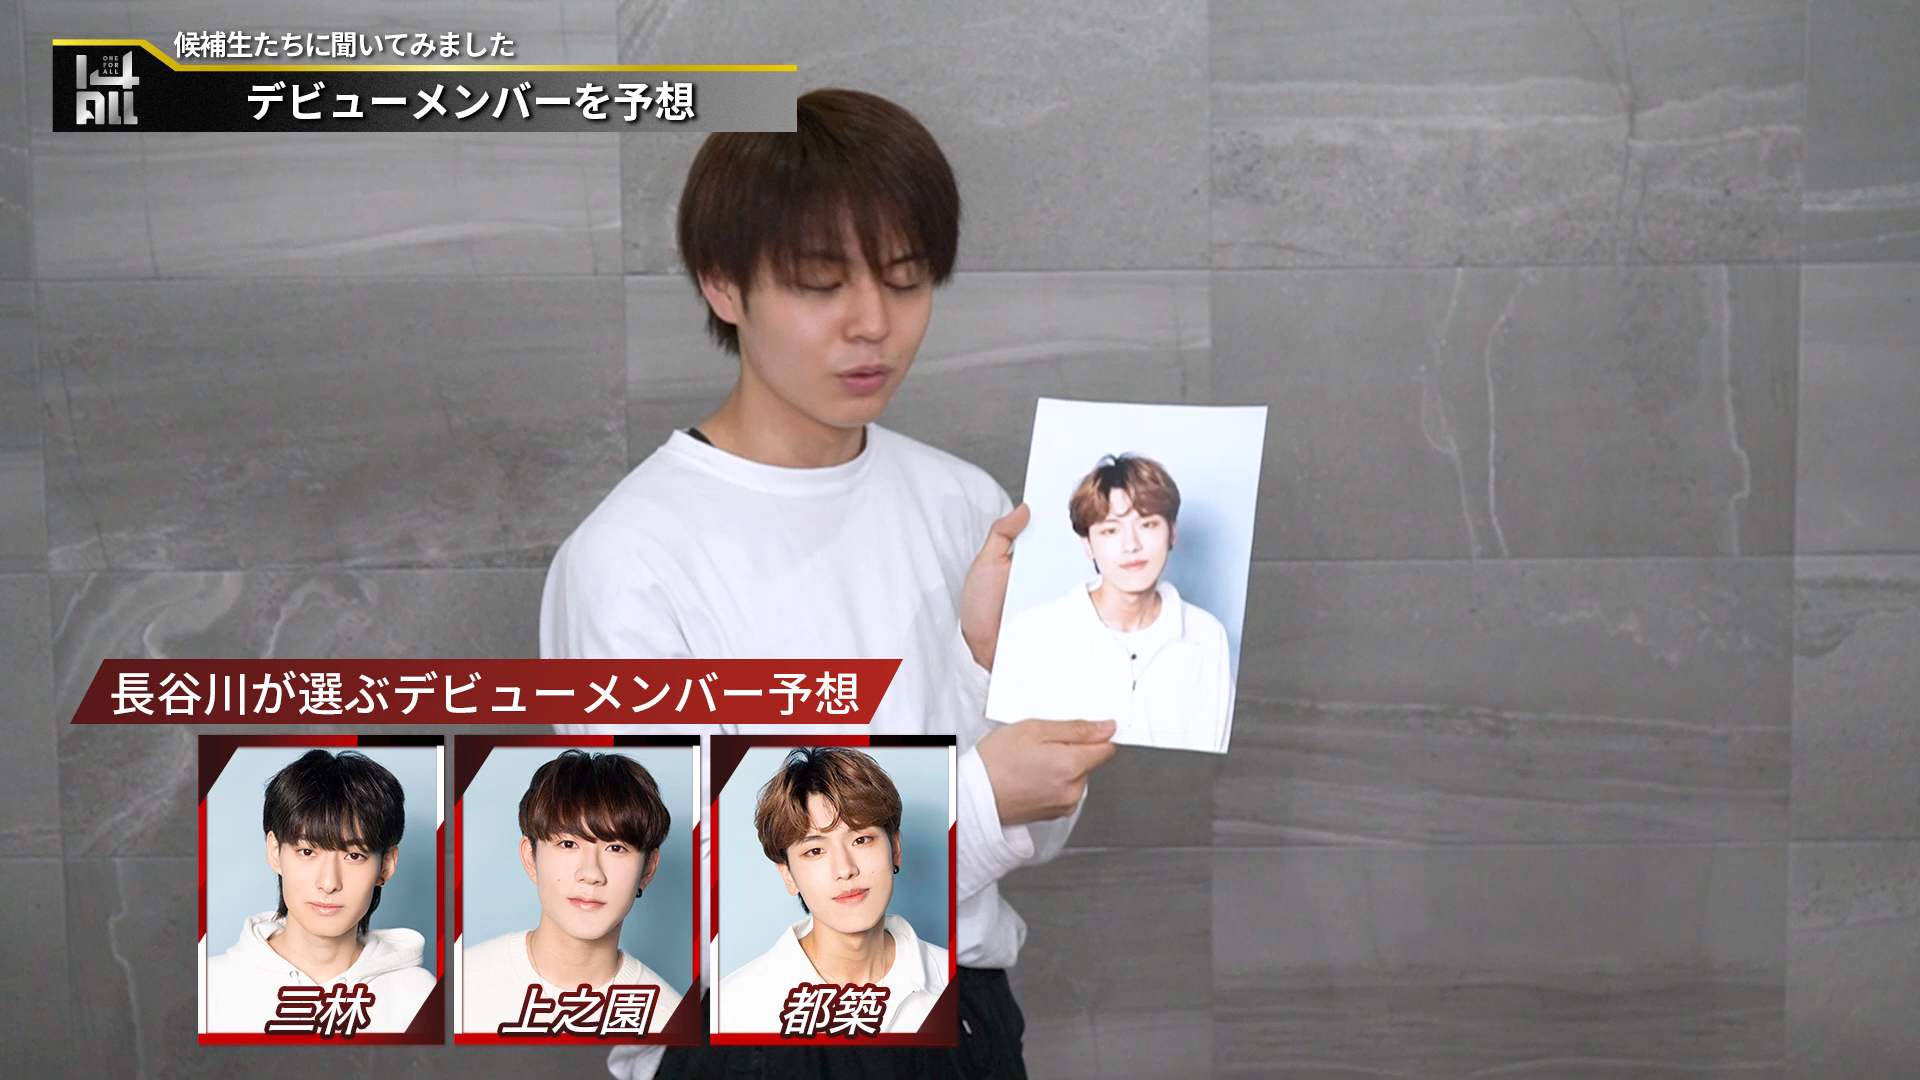 候補生たちに聞いてみました
ONE
FOR
ALL
14
ALL
デビューメンバーを予想
長谷川が選ぶデビューメンバー予想
三林
上之園
都築